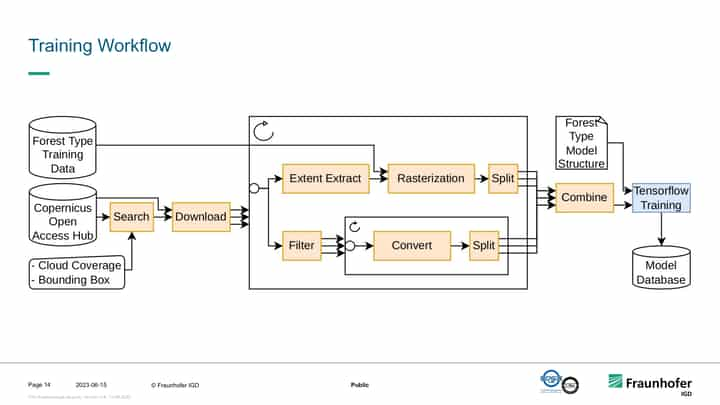 Training Workflow
Forest Type
Training
Data
Copernicus
Open
Access Hub
- Cloud Coverage
- Bounding Box
Search
Download
Extent Extract
Rasterization
Split
Filter
Convert
Split
Forest
Type
Model
Structure
Combine
Tensorflow
Training
Model
Database
Page 14
2023-06-15
© Fraunhofer IGD
Public
Fraunhofer
IGD